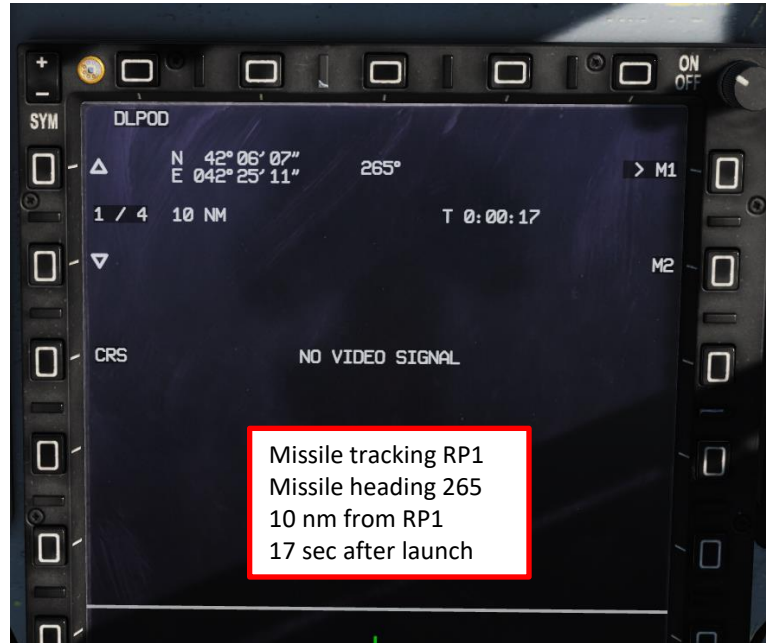 +
−
SYM
ON
OFF
DLPOD
N 42° 06′ 07″
E 042° 25′ 11″
265°
> M1
1 / 4 10 NM
T 0:00:17
M2
CRS
NO VIDEO SIGNAL
Missile tracking RP1
Missile heading 265
10 nm from RP1
17 sec after launch